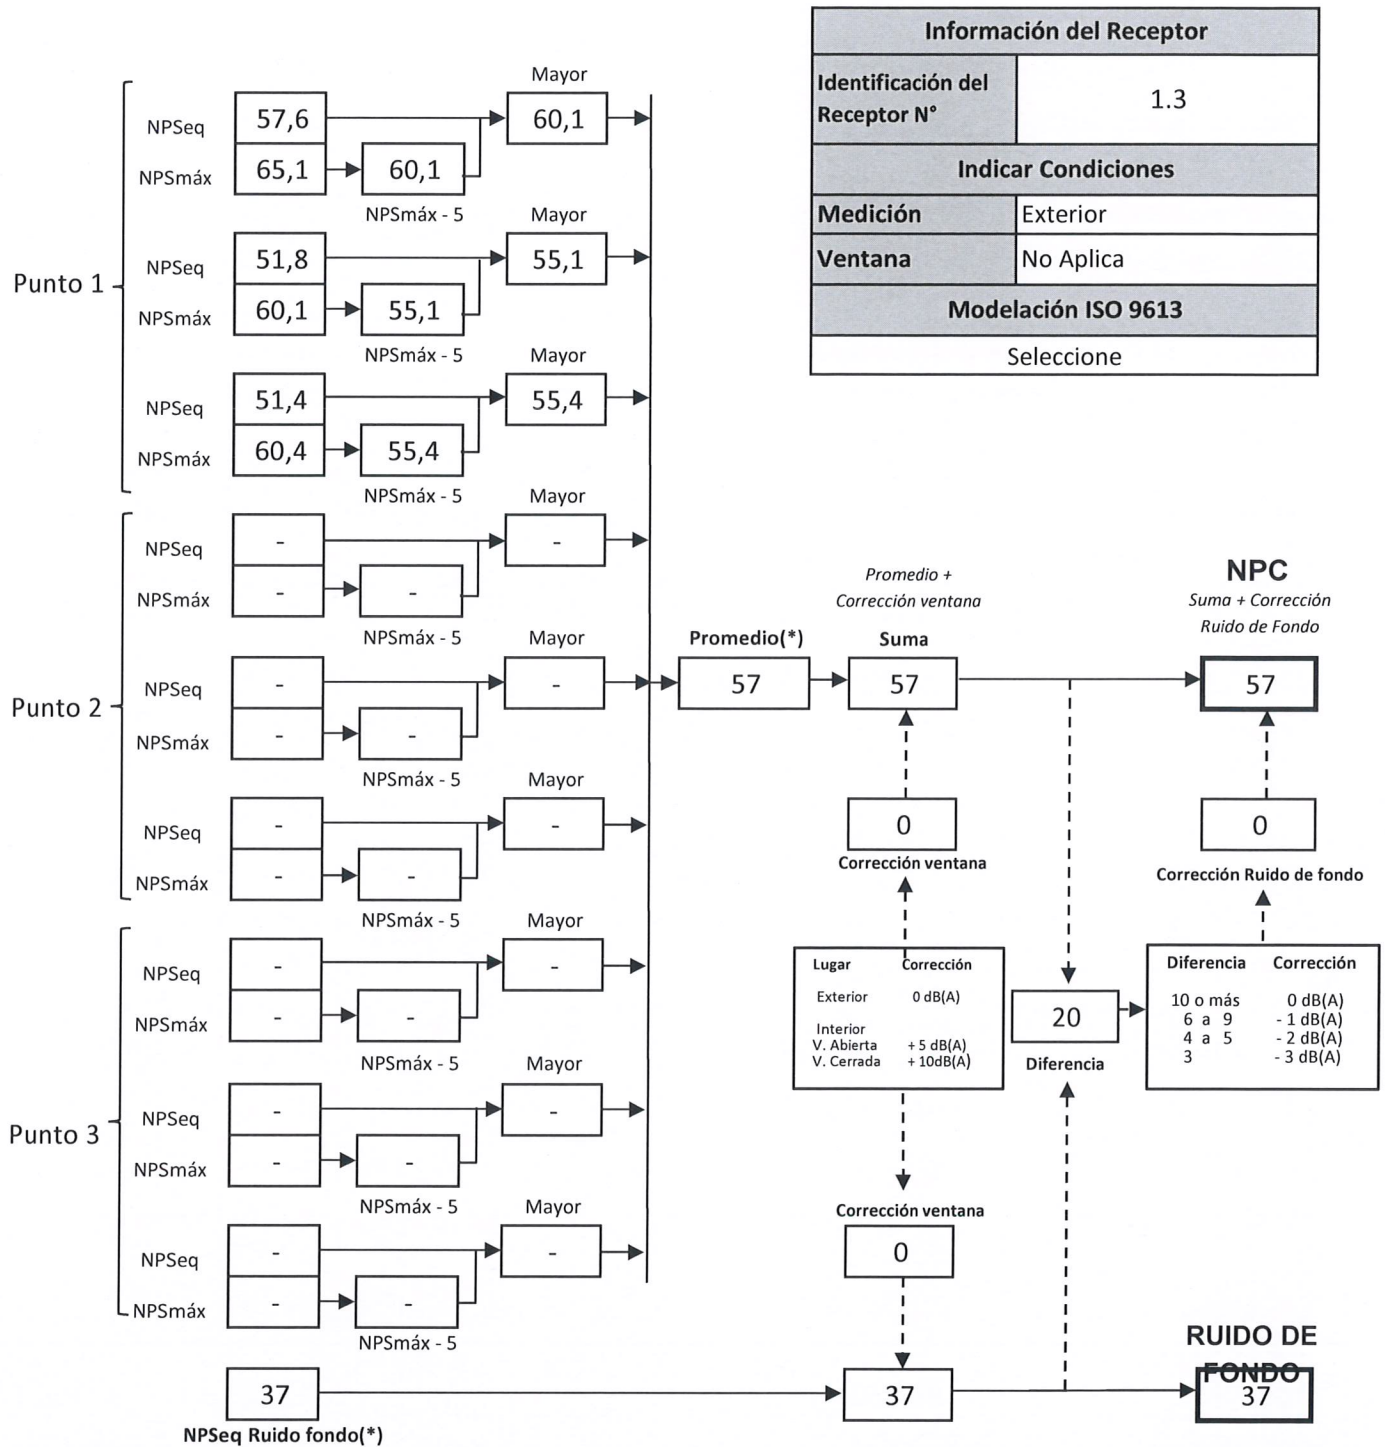 Información del Receptor
Identificación del Receptor N°
1.3
Indicar Condiciones
Medición
Exterior
Ventana
No Aplica
Modelación ISO 9613
Seleccione
Punto 1
Mayor
NPSeq
57,6
60,1
NPSmáx
65,1
60,1
NPSmáx - 5
Mayor
NPSeq
51,8
55,1
NPSmáx
60,1
55,1
NPSmáx - 5
Mayor
NPSeq
51,4
55,4
NPSmáx
60,4
55,4
NPSmáx - 5
Punto 2
Mayor
NPSeq
-
-
NPSmáx
-
-
NPSmáx - 5
Mayor
NPSeq
-
-
NPSmáx
-
-
NPSmáx - 5
Mayor
NPSeq
-
-
NPSmáx
-
-
NPSmáx - 5
Punto 3
Mayor
NPSeq
-
-
NPSmáx
-
-
NPSmáx - 5
Mayor
NPSeq
-
-
NPSmáx
-
-
NPSmáx - 5
Mayor
NPSeq
-
-
NPSmáx
-
-
NPSmáx - 5
Promedio(*)
57
Promedio +
Corrección ventana
Suma
57
NPC
Suma + Corrección
Ruido de Fondo
57
0
Corrección ventana
0
Corrección Ruido de fondo
Lugar Corrección
Exterior 0 dB(A)
Interior
V. Abierta + 5 dB(A)
V. Cerrada + 10dB(A)
20
Diferencia
Diferencia Corrección
10 o más 0 dB(A)
6 a 9 - 1 dB(A)
4 a 5 - 2 dB(A)
3 - 3 dB(A)
Corrección ventana
0
37
NPSeq Ruido fondo(*)
37
RUIDO DE
FONDO
37